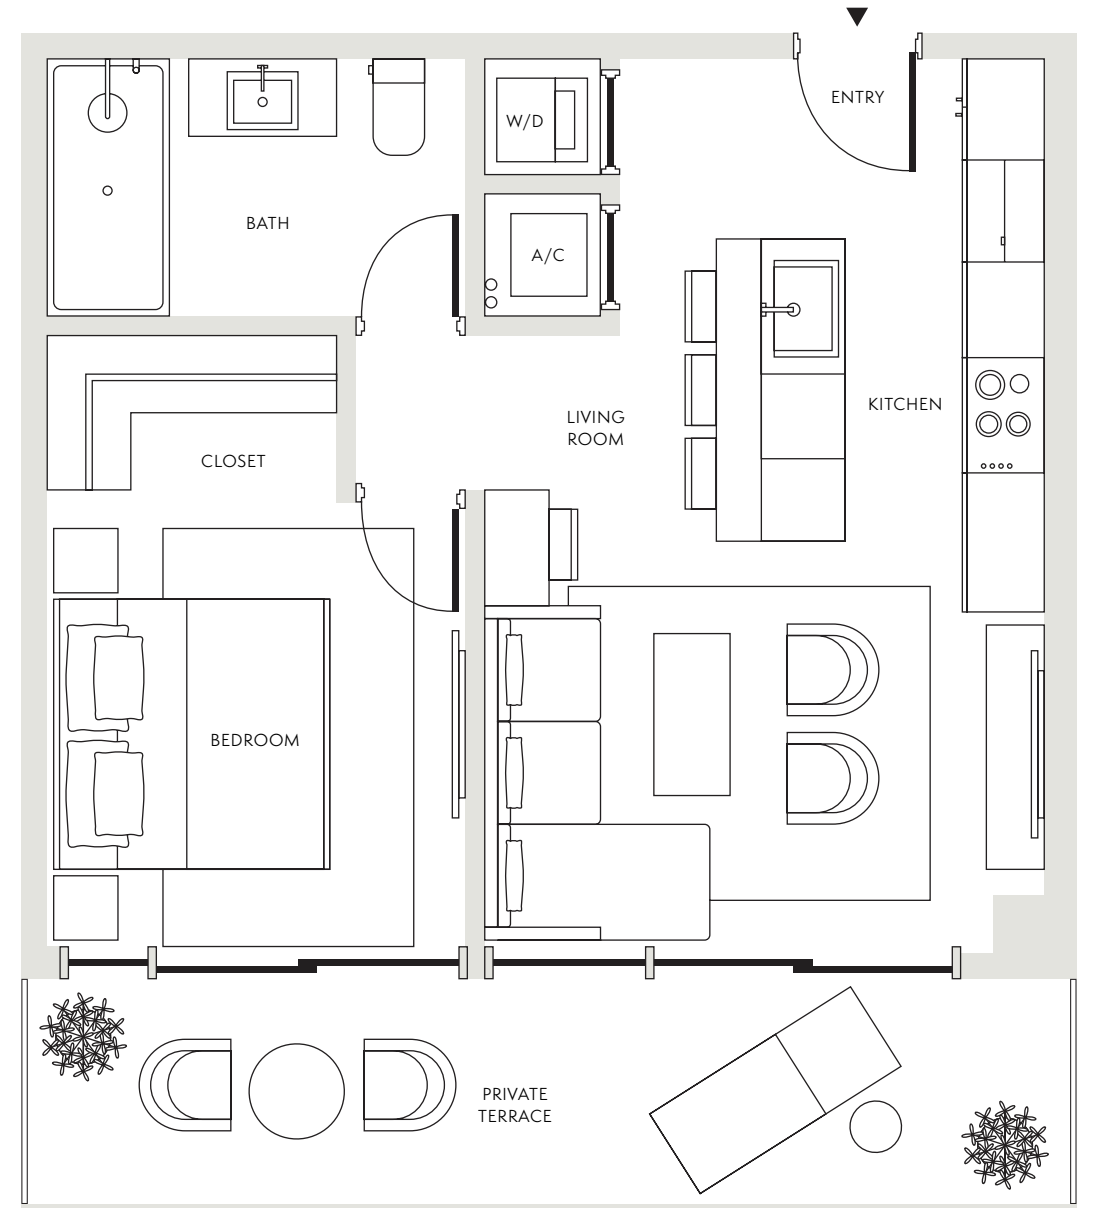 ENTRY
W/D
BATH
A/C
LIVING
ROOM
KITCHEN
CLOSET
BEDROOM
PRIVATE
TERRACE